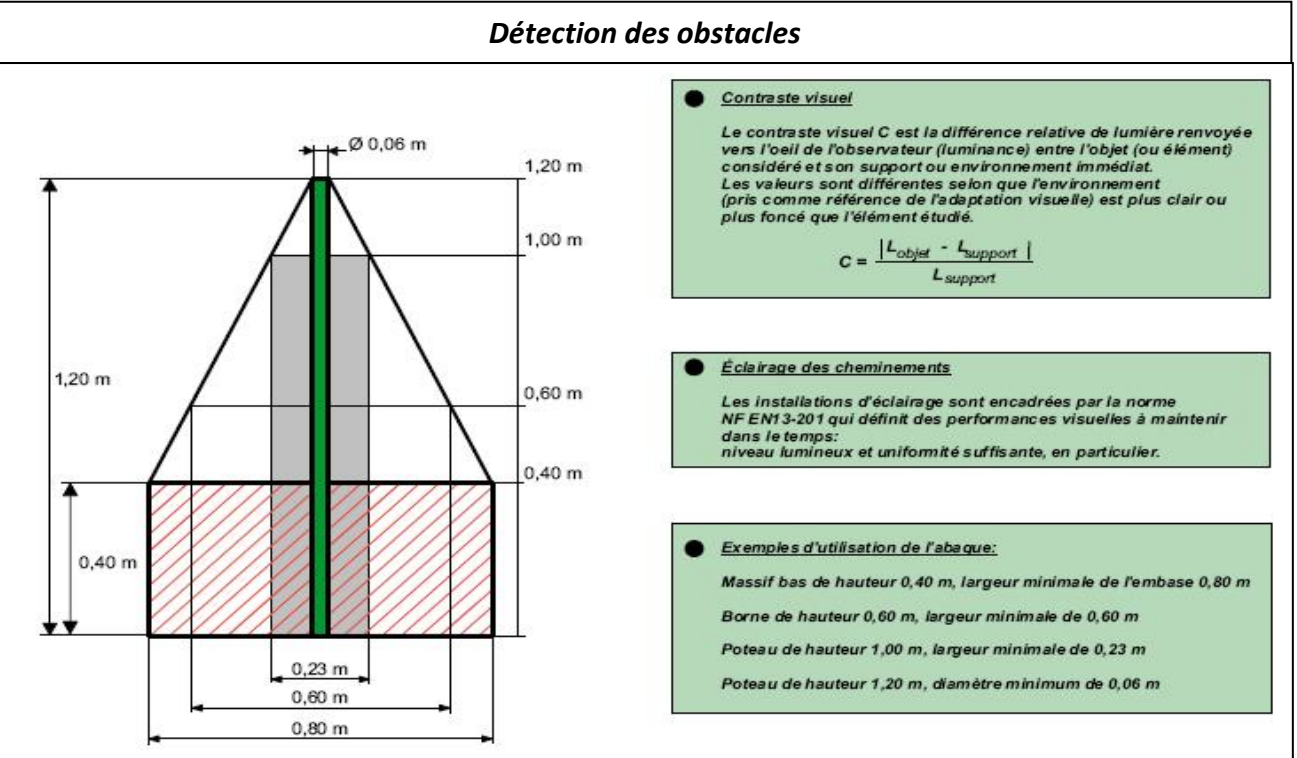 Détection des obstacles
Ø 0,06 m
1,20 m
1,00 m
1,20 m
0,60 m
0,40 m
0,40 m
0,23 m
0,60 m
0,80 m
Contraste visuel
Le contraste visuel C est la différence relative de lumière renvoyée
vers l'oeil de l'observateur (luminance) entre l'objet (ou élément)
considéré et son support ou environnement immédiat.
Les valeurs sont différentes selon que l'environnement
(pris comme référence de l'adaptation visuelle) est plus clair ou
plus foncé que l'élément étudié.
C = |L objet - L support | / L support
Éclairage des cheminements
Les installations d'éclairage sont encadrées par la norme
NF EN13-201 qui définit des performances visuelles à maintenir
dans le temps:
niveau lumineux et uniformité suffisante, en particulier.
Exemples d'utilisation de l'abaque:
Massif bas de hauteur 0,40 m, largeur minimale de l'embase 0,80 m
Borne de hauteur 0,60 m, largeur minimale de 0,60 m
Poteau de hauteur 1,00 m, largeur minimale de 0,23 m
Poteau de hauteur 1,20 m, diamètre minimum de 0,06 m